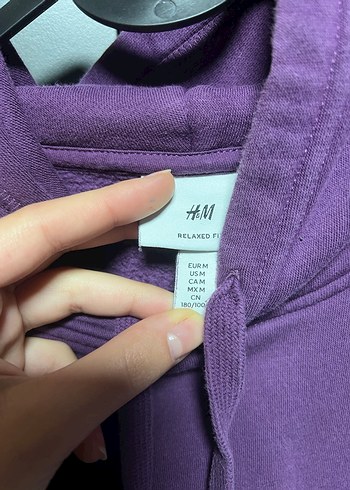 H&M
RELAXED FI
EUR M
US M
CA M
MX M
CN
180/100